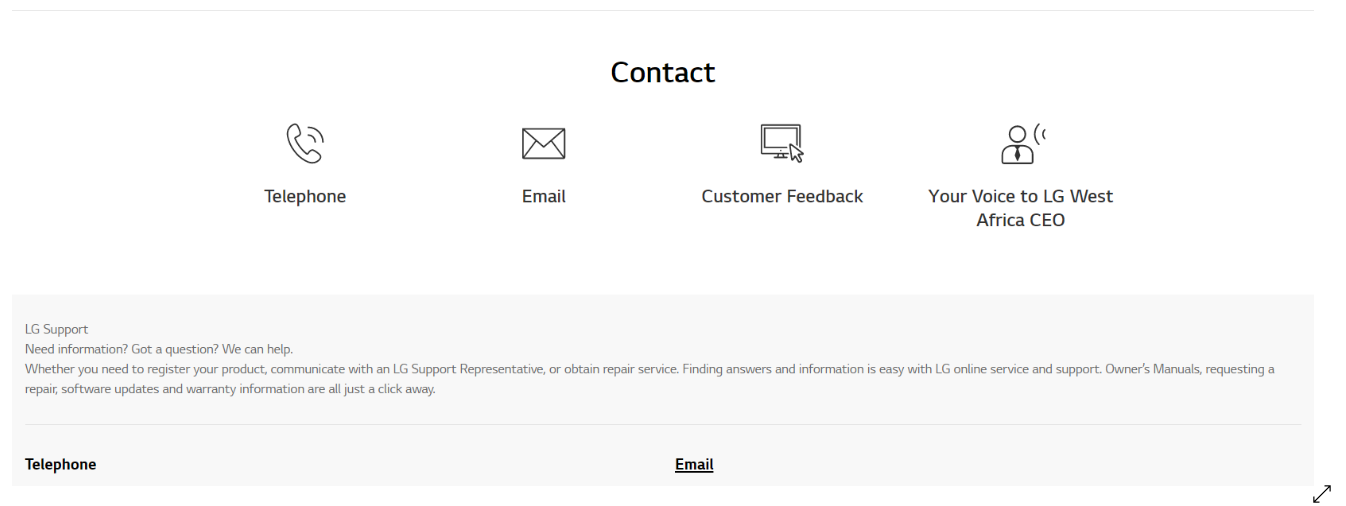 Contact
Telephone
Email
Customer Feedback
Your Voice to LG West
Africa CEO
LG Support
Need information? Got a question? We can help.
Whether you need to register your product, communicate with an LG Support Representative, or obtain repair service. Finding answers and information is easy with LG online service and support. Owner's Manuals, requesting a
repair, software updates and warranty information are all just a click away.
Telephone
Email